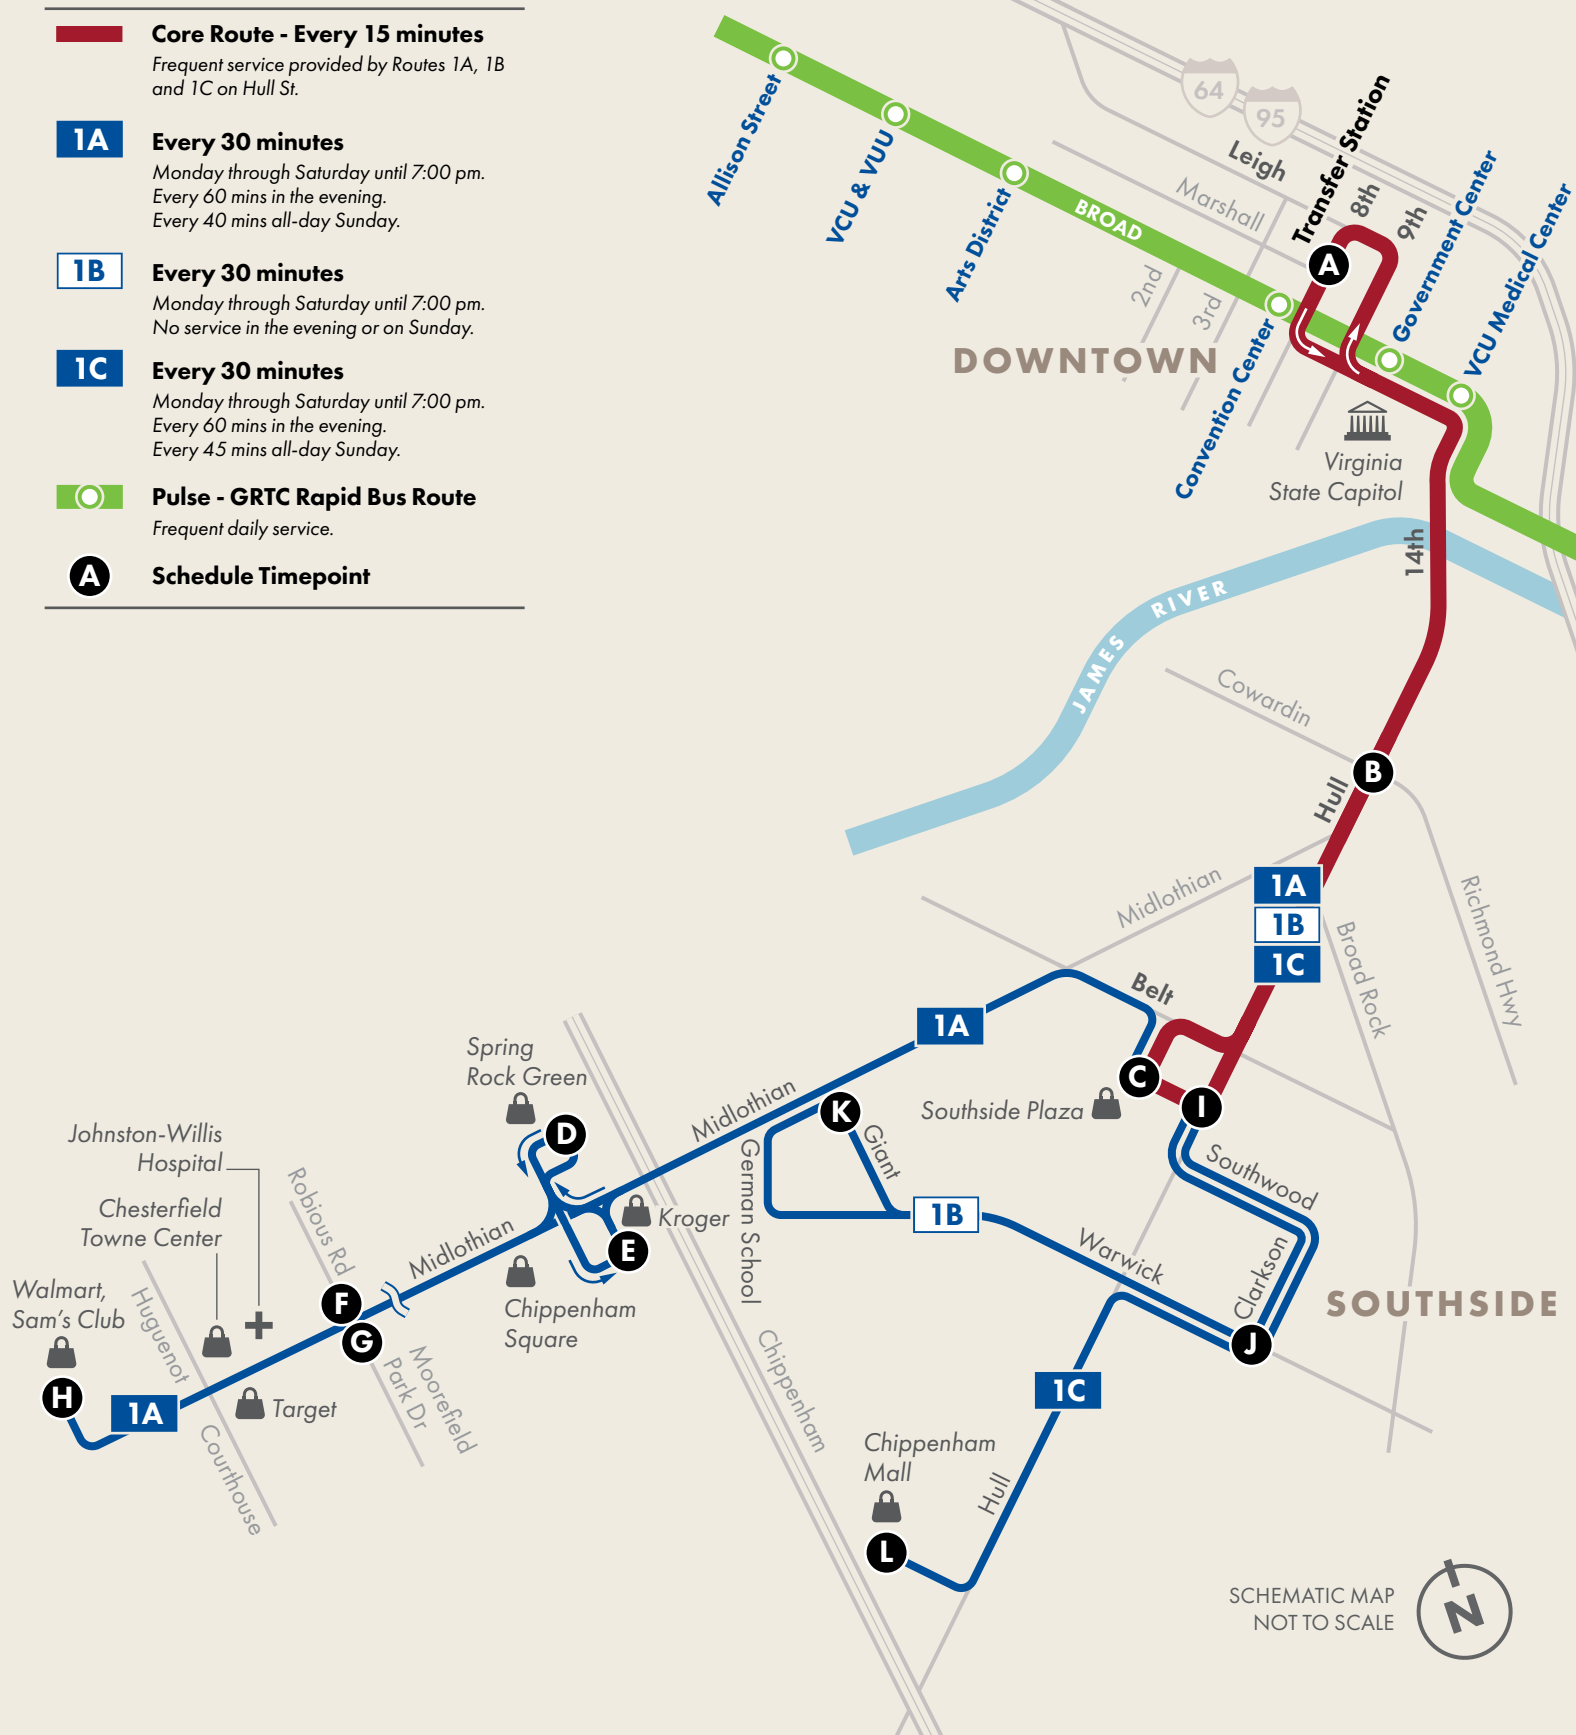 Core Route - Every 15 minutes
Frequent service provided by Routes 1A, 1B
and 1C on Hull St.
1A
Every 30 minutes
Monday through Saturday until 7:00 pm.
Every 60 mins in the evening.
Every 40 mins all-day Sunday.
1B
Every 30 minutes
Monday through Saturday until 7:00 pm.
No service in the evening or on Sunday.
1C
Every 30 minutes
Monday through Saturday until 7:00 pm.
Every 60 mins in the evening.
Every 45 mins all-day Sunday.
Pulse - GRTC Rapid Bus Route
Frequent daily service.
A
Schedule Timepoint
Allison Street
VCU & VUU
Arts District
BROAD
64
95
Leigh
Marshall
Transfer Station
8th
9th
A
Government Center
VCU Medical Center
2nd
3rd
Convention Center
DOWNTOWN
Virginia
State Capitol
14th
JAMES RIVER
Cowardin
B
Hull
Midlothian
1A
1B
1C
Richmond Hwy
Broad Rock
Belt
1A
C
Southside Plaza
I
Spring
Rock Green
D
Midlothian
K
Giant
German School
1B
Southwood
Warwick
Clarkson
SOUTHSIDE
J
Johnston-Willis
Hospital
Chesterfield
Towne Center
Robious Rd
Midlothian
Kroger
E
Chippenham
Square
Walmart,
Sam's Club
Huguenot
F
G
H
1A
Target
Moorefield
Park Dr
Courthouse
Chippenham
1C
Chippenham
Mall
Hull
L
SCHEMATIC MAP
NOT TO SCALE
N